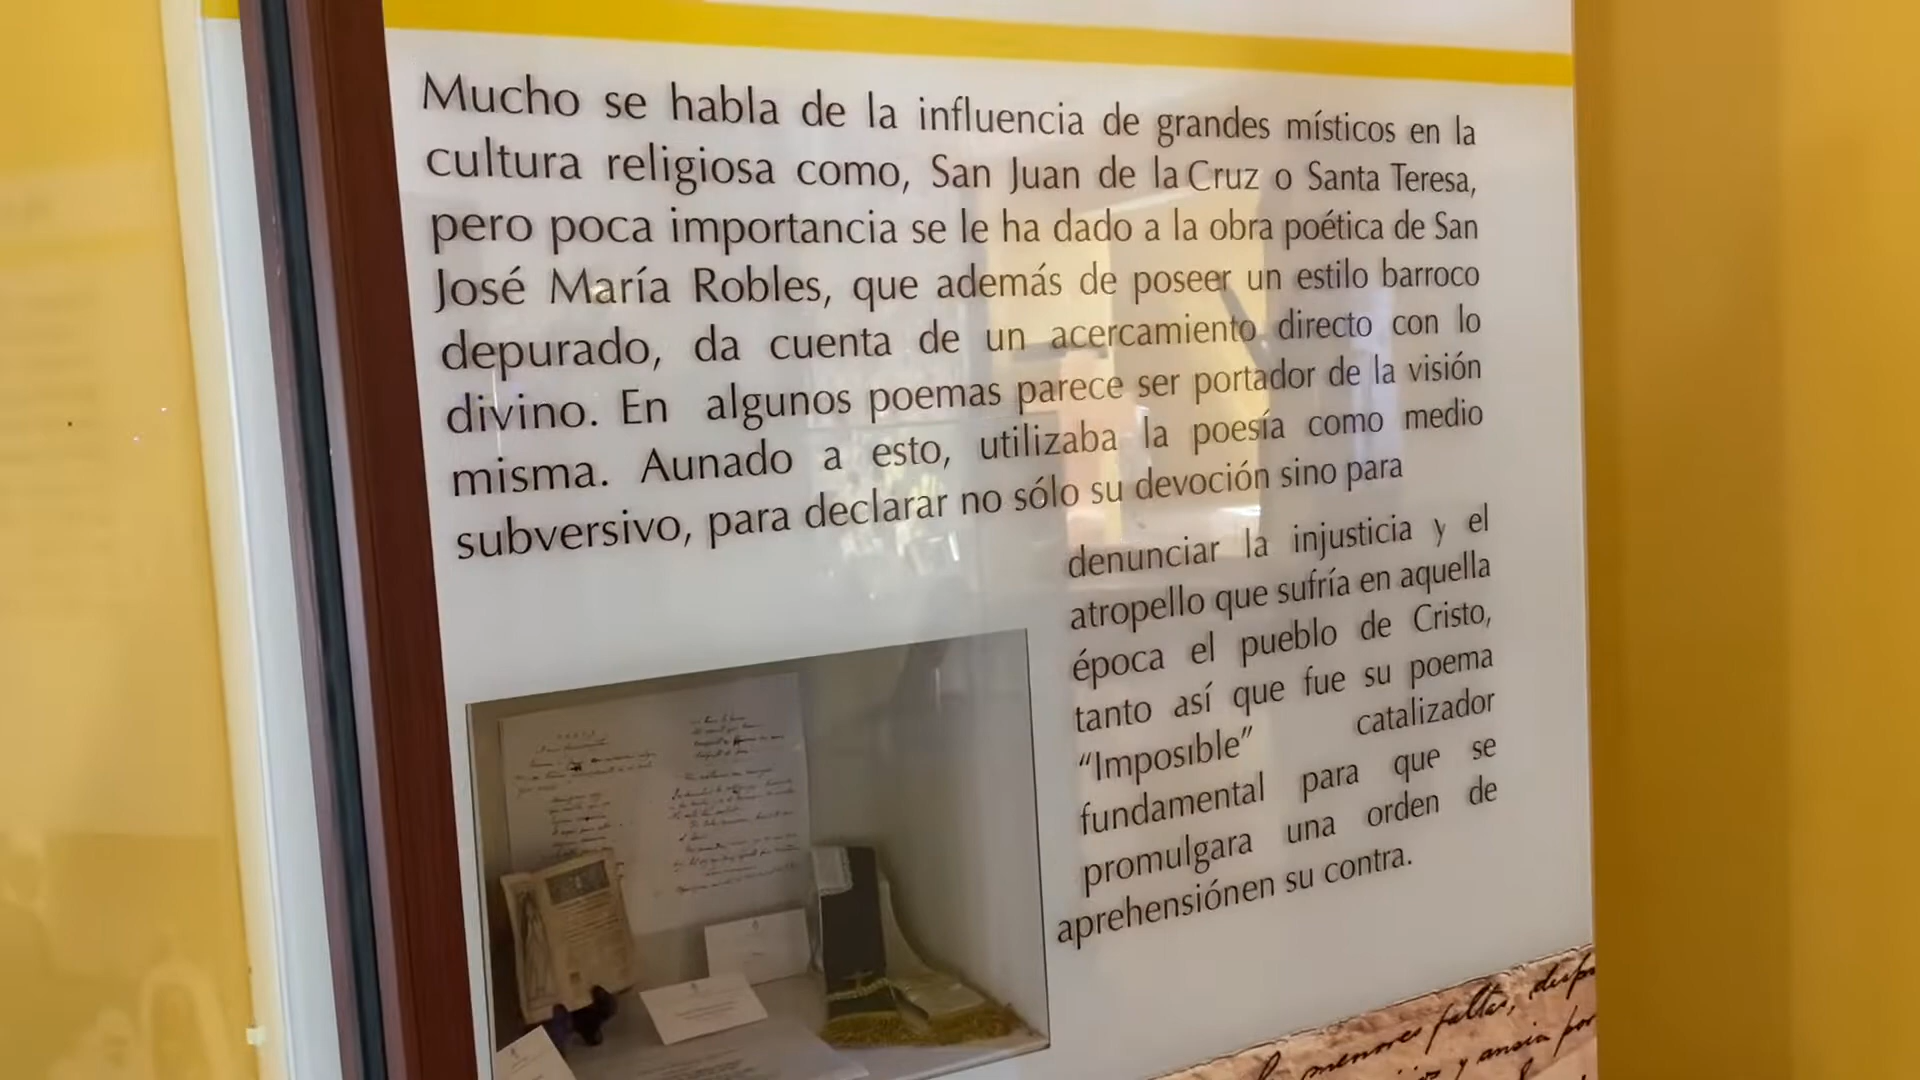 Mucho se habla de la influencia de grandes místicos en la
cultura religiosa como, San Juan de la Cruz o Santa Teresa,
pero poca importancia se le ha dado a la obra poética de San
José María Robles, que además de poseer un estilo barroco
depurado, da cuenta de un acercamiento directo con lo
divino. En algunos poemas parece ser portador de la visión
misma. Aunado a esto, utilizaba la poesía como medio
subversivo, para declarar no sólo su devoción sino para
denunciar la injusticia y el
atropello que sufría en aquella
época el pueblo de Cristo,
tanto así que fue su poema
“Imposible” catalizador
fundamental para que se
promulgara una orden de
aprehensiónen su contra.
menores faltas,
y ansia por